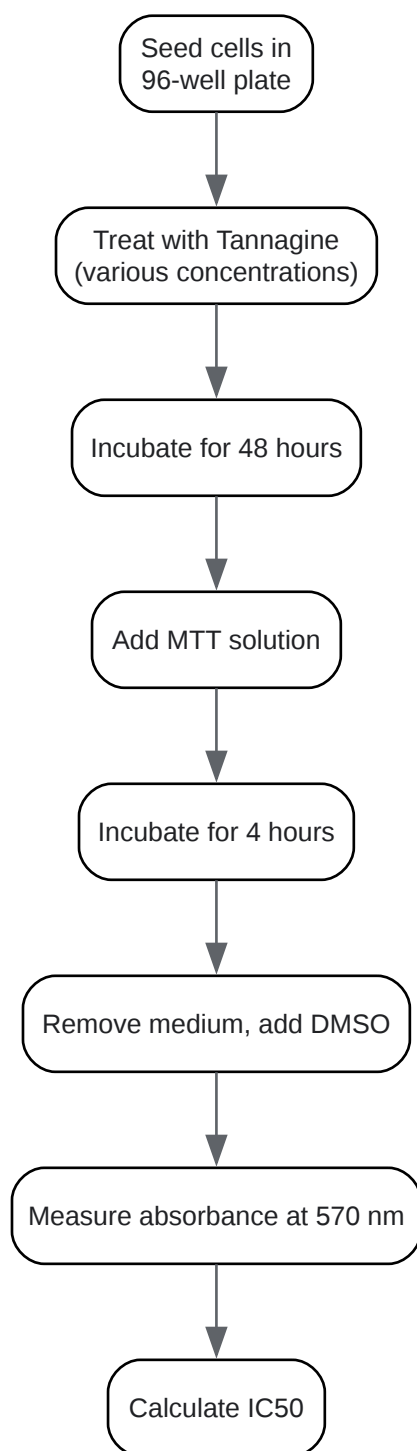 Seed cells in
96-well plate
Treat with Tannagine
(various concentrations)
Incubate for 48 hours
Add MTT solution
Incubate for 4 hours
Remove medium, add DMSO
Measure absorbance at 570 nm
Calculate IC50